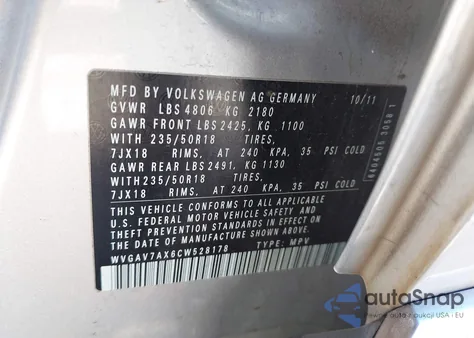 MFD BY VOLKSWAGEN AG GERMANY 10/11
GVWR LBS 4806 KG 2180
GAWR FRONT LBS 2425, KG 1100
WITH 235/50R18 TIRES,
7JX18 RIMS, AT 240 KPA, 35 PSI COLD
GAWR REAR LBS 2491, KG 1130
WITH 235/50R18 TIRES,
7JX18 RIMS, AT 240 KPA, 35 PSI COLD
THIS VEHICLE CONFORMS TO ALL APPLICABLE
U.S. FEDERAL MOTOR VEHICLE SAFETY AND THEFT
PREVENTION STANDARDS IN EFFECT ON THE DATE
OF MANUFACTURE SHOWN ABOVE.
WVGAV7AX6CW528178 TYPE: MPV
autoSnap
USA i EU